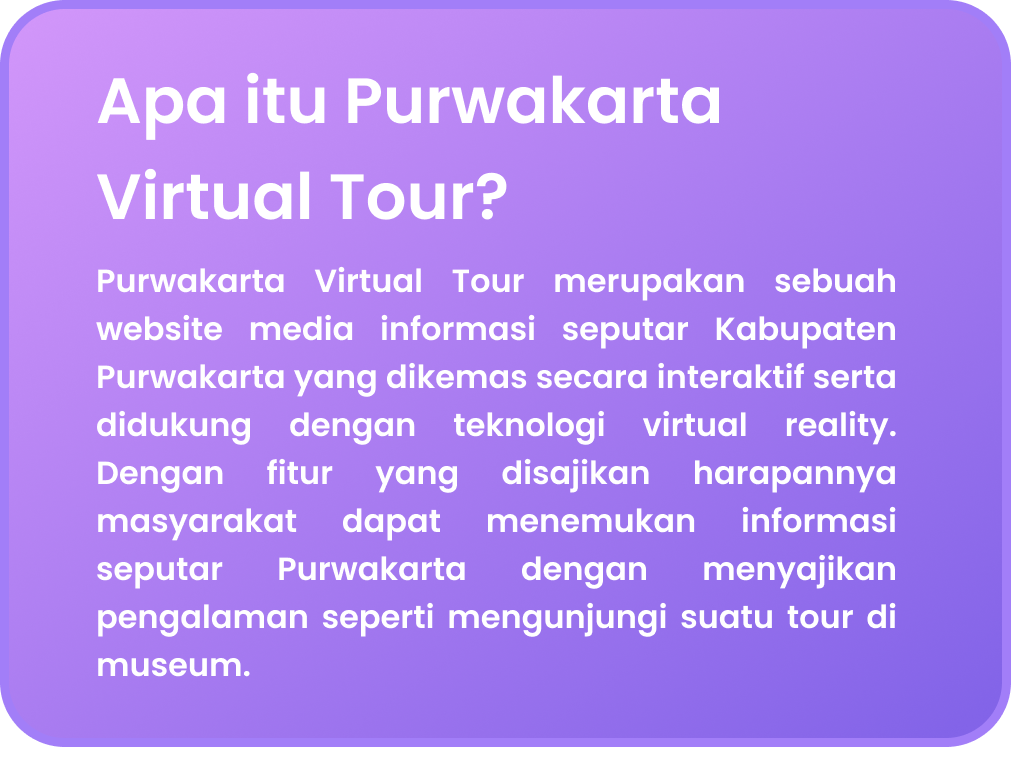 Apa itu Purwakarta
Virtual Tour?
Purwakarta Virtual Tour merupakan sebuah
website media informasi seputar Kabupaten
Purwakarta yang dikemas secara interaktif serta
didukung dengan teknologi virtual reality.
Dengan fitur yang disajikan harapannya
masyarakat dapat menemukan informasi
seputar Purwakarta dengan menyajikan
pengalaman seperti mengunjungi suatu tour di
museum.